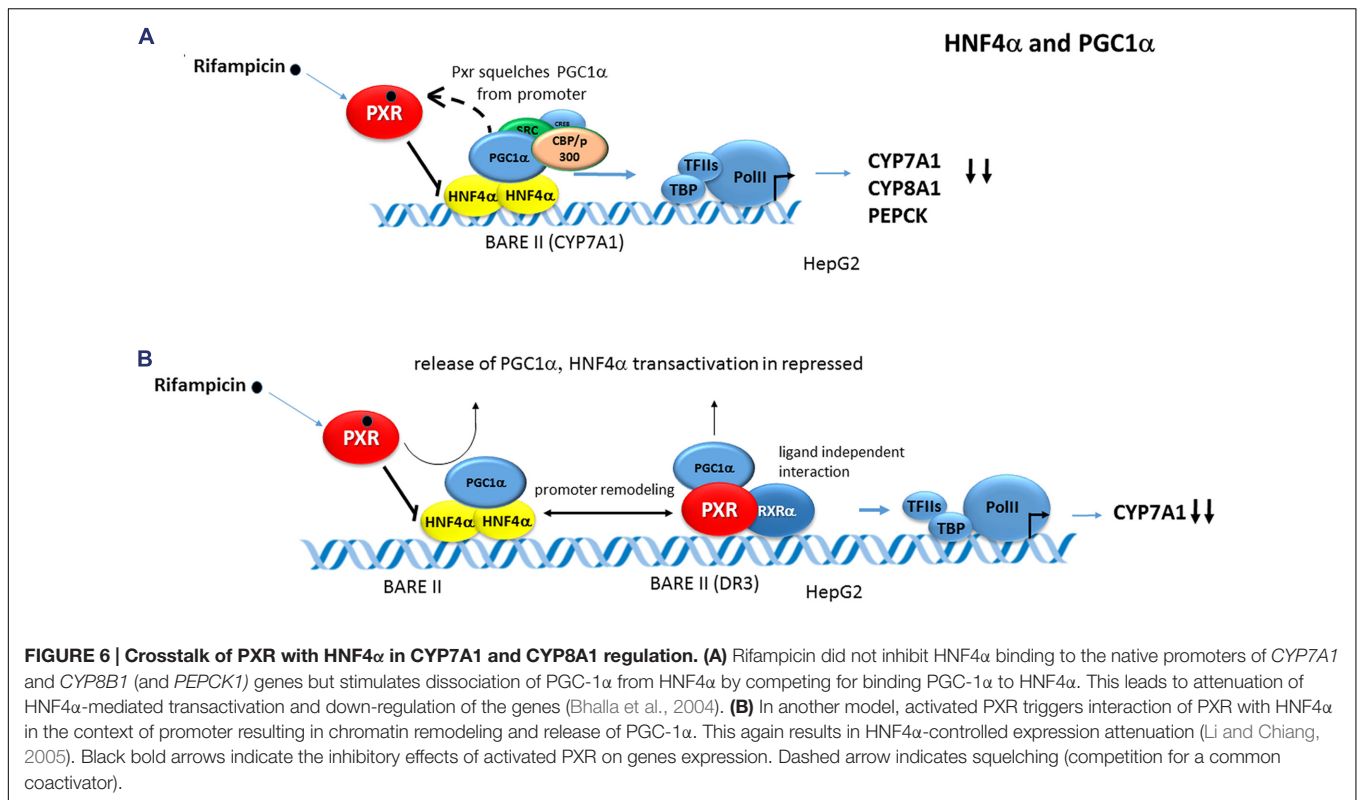 A
HNF4α and PGC1α
Rifampicin
Pxr squelches PGC1α
from promoter
PXR
SRC
CREB
CBP/p
300
PGC1α
HNF4α
HNF4α
TFIIs
TBP
PolII
CYP7A1
CYP8A1
PEPCK
BARE II (CYP7A1)
HepG2
B
release of PGC1α, HNF4α transactivation in repressed
Rifampicin
PXR
PGC1α
HNF4α
HNF4α
promoter remodeling
PGC1α
ligand independent
interaction
PXR
RXRα
TFIIs
TBP
PolII
CYP7A1
BARE II
BARE II (DR3)
HepG2
FIGURE 6 | Crosstalk of PXR with HNF4α in CYP7A1 and CYP8A1 regulation. (A) Rifampicin did not inhibit HNF4α binding to the native promoters of CYP7A1
and CYP8B1 (and PEPCK1) genes but stimulates dissociation of PGC-1α from HNF4α by competing for binding PGC-1α to HNF4α. This leads to attenuation of
HNF4α-mediated transactivation and down-regulation of the genes (Bhalla et al., 2004). (B) In another model, activated PXR triggers interaction of PXR with HNF4α
in the context of promoter resulting in chromatin remodeling and release of PGC-1α. This again results in HNF4α-controlled expression attenuation (Li and Chiang,
2005). Black bold arrows indicate the inhibitory effects of activated PXR on genes expression. Dashed arrow indicates squelching (competition for a common
coactivator).